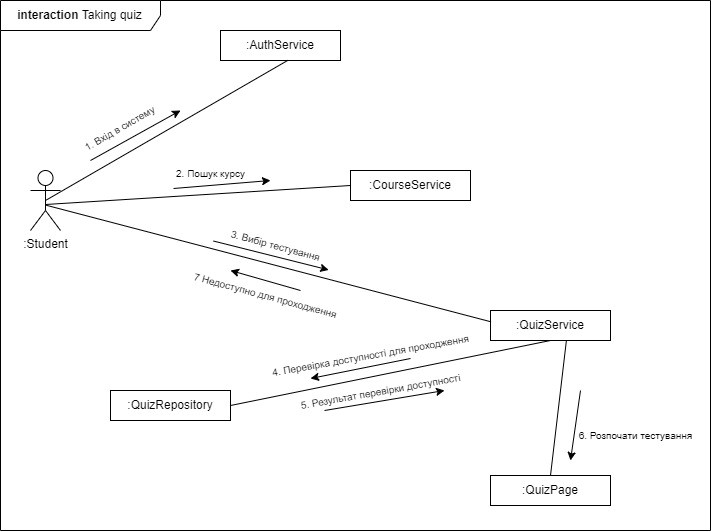 interaction Taking quiz
:AuthService
1. Вхід в систему
2. Пошук курсу
:CourseService
:Student
3. Вибір тестування
7 Недоступно для проходження
:QuizService
4. Перевірка доступності для проходження
5. Результат перевірки доступності
:QuizRepository
6. Розпочати тестування
:QuizPage